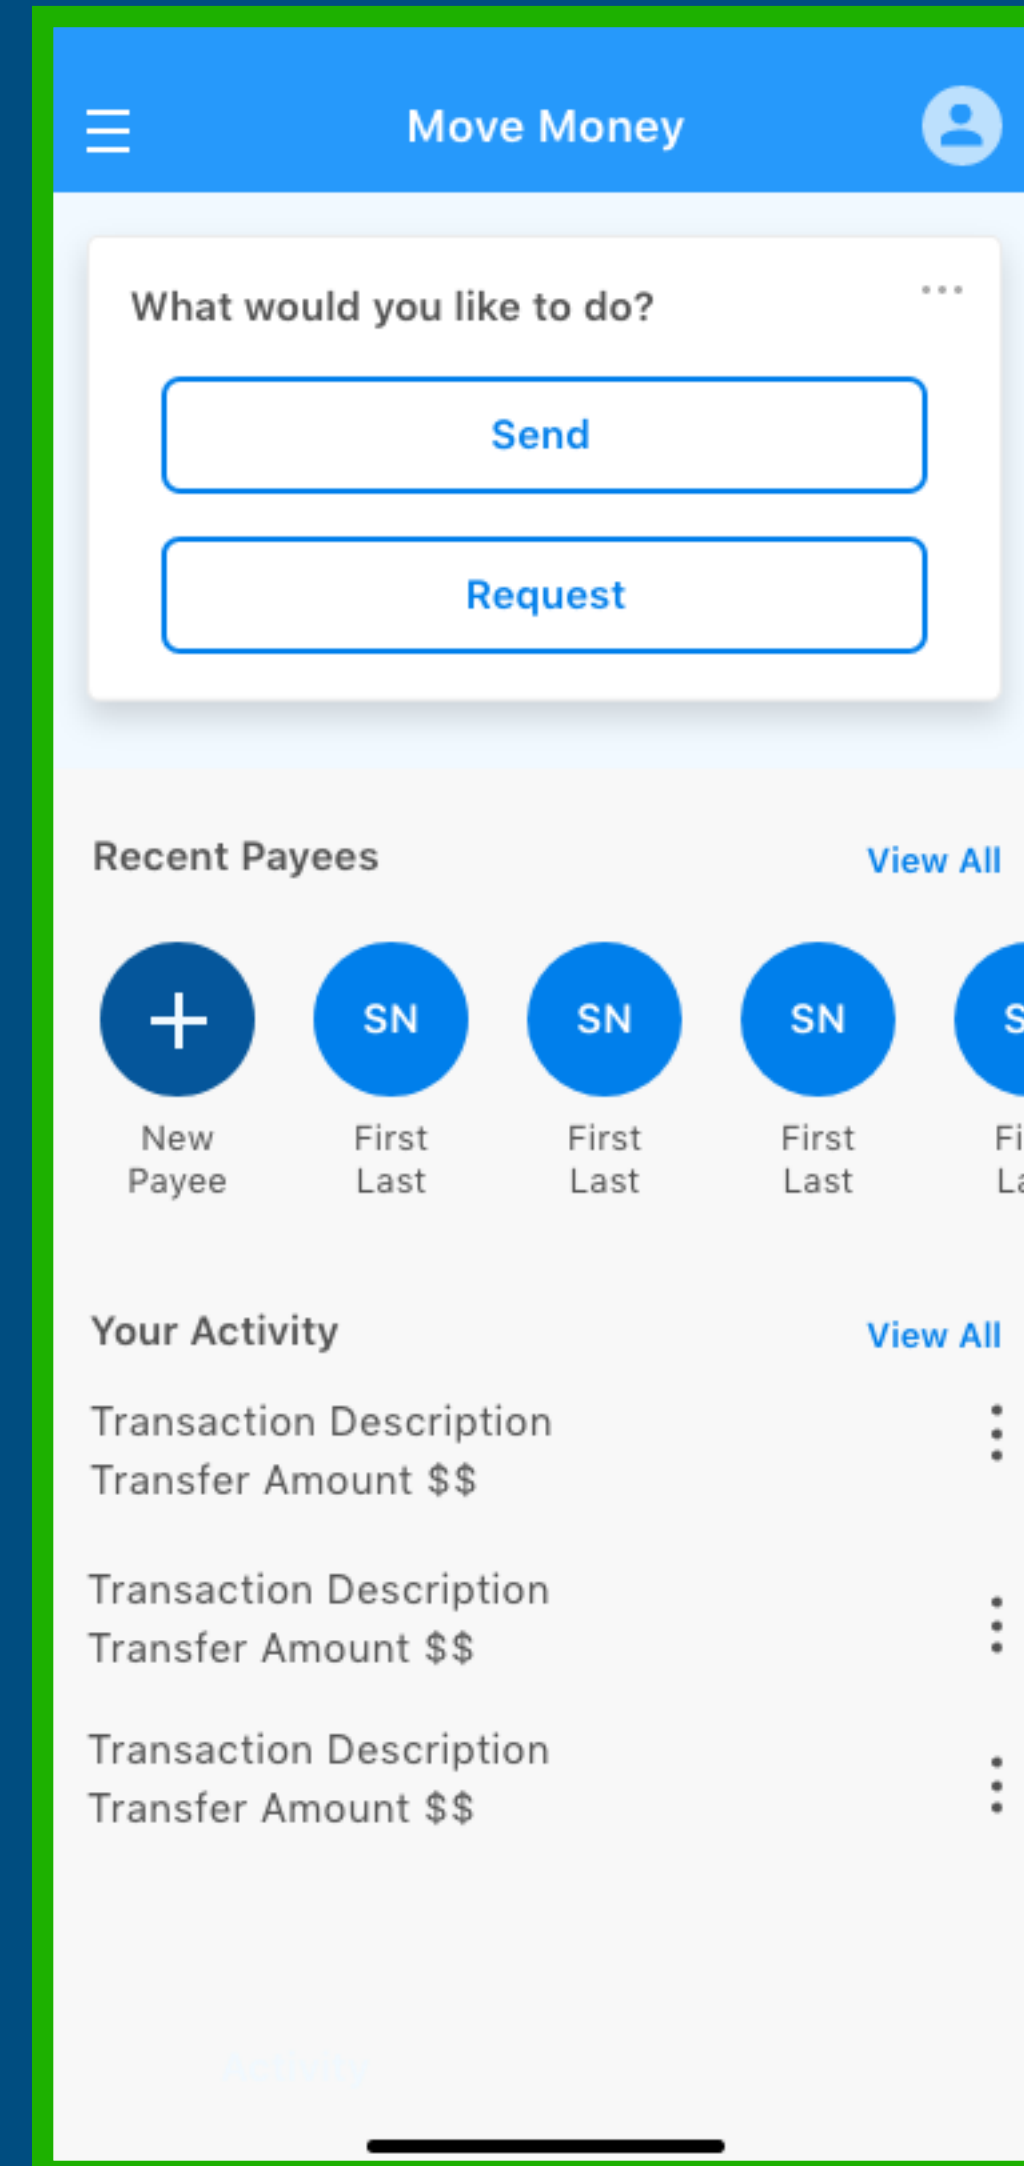 Move Money
What would you like to do?
Send
Request
Recent Payees
View All
SN
SN
SN
New
Payee
First
Last
First
Last
First
Last
Your Activity
View All
Transaction Description
Transfer Amount $$
Transaction Description
Transfer Amount $$
Transaction Description
Transfer Amount $$
Activity